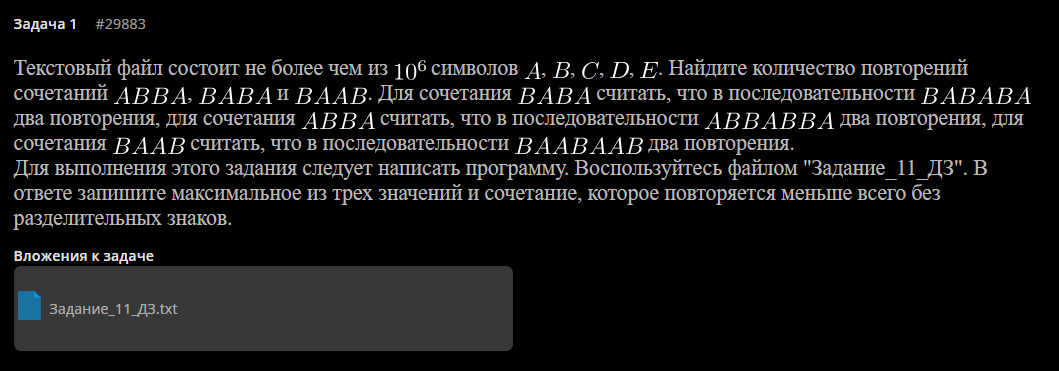 Задача 1 #29883
Текстовый файл состоит не более чем из 10⁶ символов A, B, C, D, E. Найдите количество повторений
сочетаний ABBA, BABA и BAAB. Для сочетания BABA считать, что в последовательности BABABA
два повторения, для сочетания ABBA считать, что в последовательности ABBABBA два повторения, для
сочетания BAAB считать, что в последовательности BAABAAB два повторения.
Для выполнения этого задания следует написать программу. Воспользуйтесь файлом "Задание_11_ДЗ". В
ответе запишите максимальное из трех значений и сочетание, которое повторяется меньше всего без
разделительных знаков.
Вложения к задаче
Задание_11_ДЗ.txt